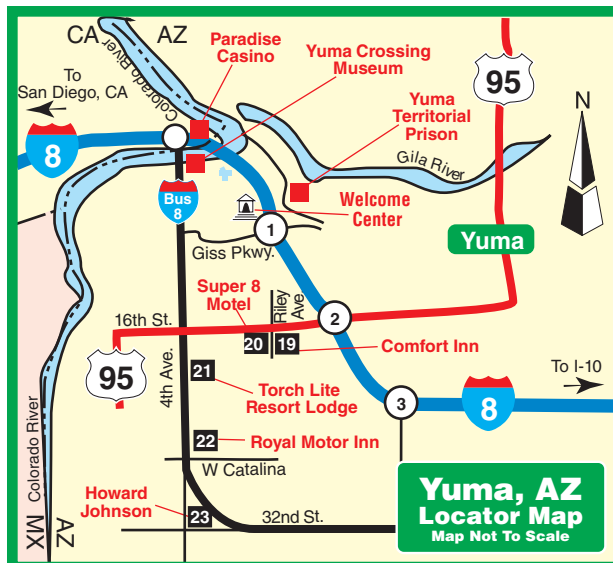 CA
AZ
Paradise
Casino
Yuma Crossing
Museum
95
To
San Diego, CA
Colorado River
Colorado River
Yuma
Territorial
Prison
N
8
Gila River
Bus
8
Welcome
Center
1
Giss Pkwy.
Yuma
Super 8
Motel
Riley
Ave
16th St.
2
20
19
Comfort Inn
95
4th Ave.
21
Torch Lite
Resort Lodge
To I-10
3
8
22
Royal Motor Inn
W Catalina
Colorado River
Howard
Johnson
23
32nd St.
MX
AZ
Yuma, AZ
Locator Map
Map Not To Scale